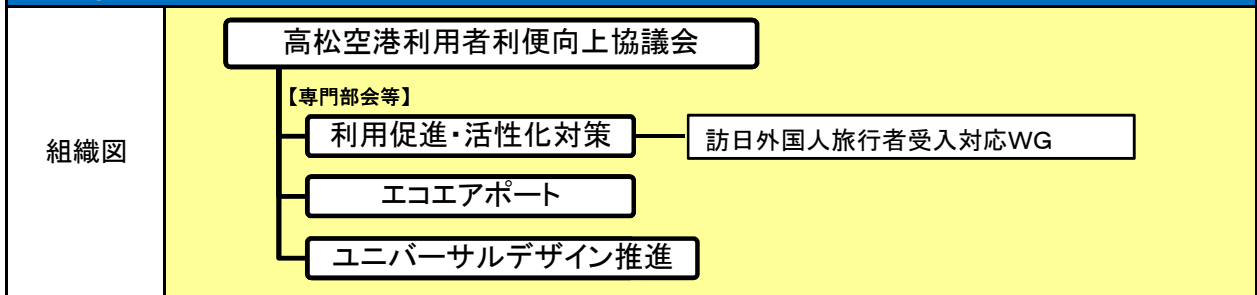 高松空港利用者利便向上協議会
【専門部会等】
利用促進・活性化対策
訪日外国人旅行者受入対応WG
組織図
エコエアポート
ユニバーサルデザイン推進